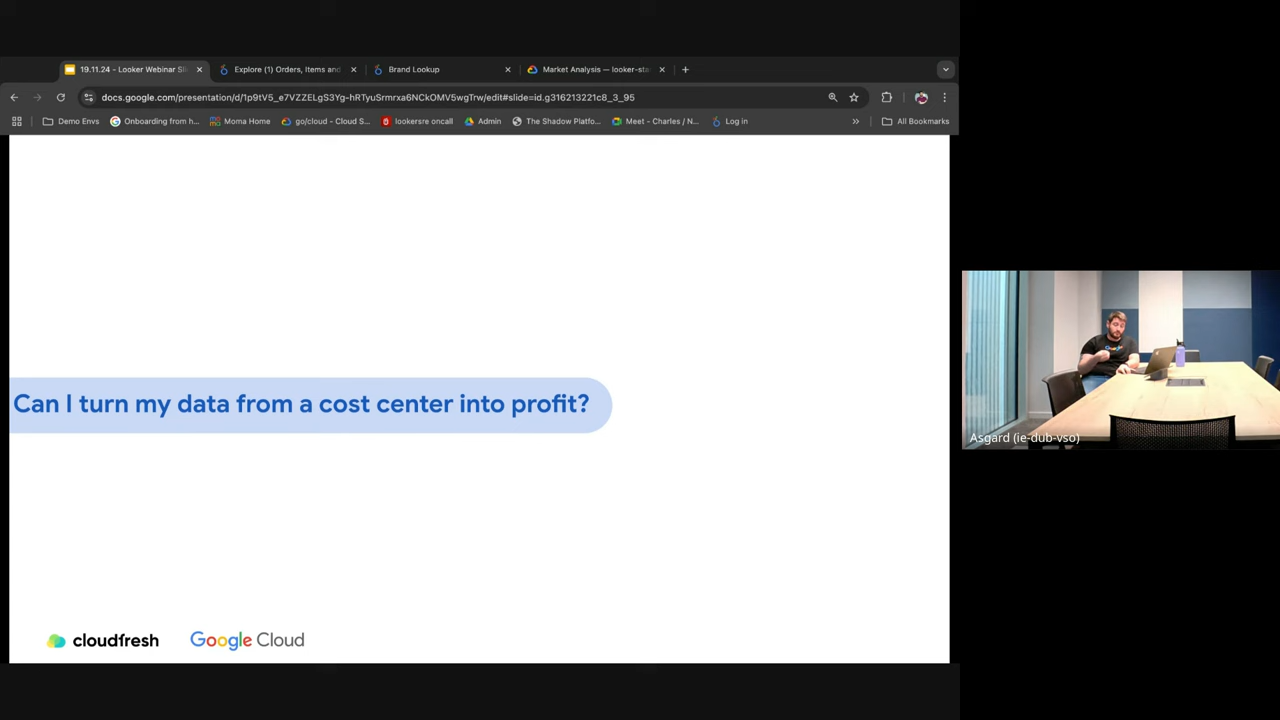 19.11.24 - Looker Webinar Sli
Explore (1) Orders, Items and
Brand Lookup
Market Analysis — looker-sta
docs.google.com/presentation/d/1p9tV5_e7VZZELgS3Yg-hRTyuSrmrxa6NCkOMV5wgTrw/edit#slide=id.g316213221c8_3_95
Demo Envs
Onboarding from h...
Moma Home
go/cloud - Cloud S...
lookersre oncall
Admin
The Shadow Platfo...
Meet - Charles / N...
Log in
All Bookmarks
Can I turn my data from a cost center into profit?
Asgard (ie-dub-vso)
cloudfresh
Google Cloud